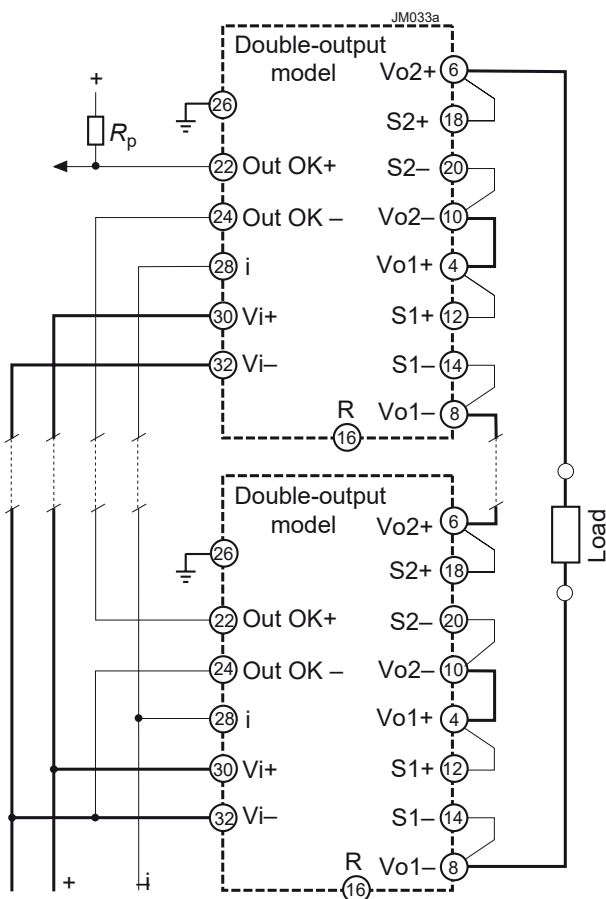 JM033a
Double-output
model
Vo2+ 6
+
26
S2+ 18
Rp
22 Out OK+
S2– 20
24 Out OK –
Vo2– 10
28 i
Vo1+ 4
30 Vi+
S1+ 12
32 Vi–
S1– 14
R
16
Vo1– 8
Double-output
model
Vo2+ 6
Load
26
S2+ 18
22 Out OK+
S2– 20
24 Out OK –
Vo2– 10
28 i
Vo1+ 4
30 Vi+
S1+ 12
32 Vi–
S1– 14
R
16
Vo1– 8
+
–i